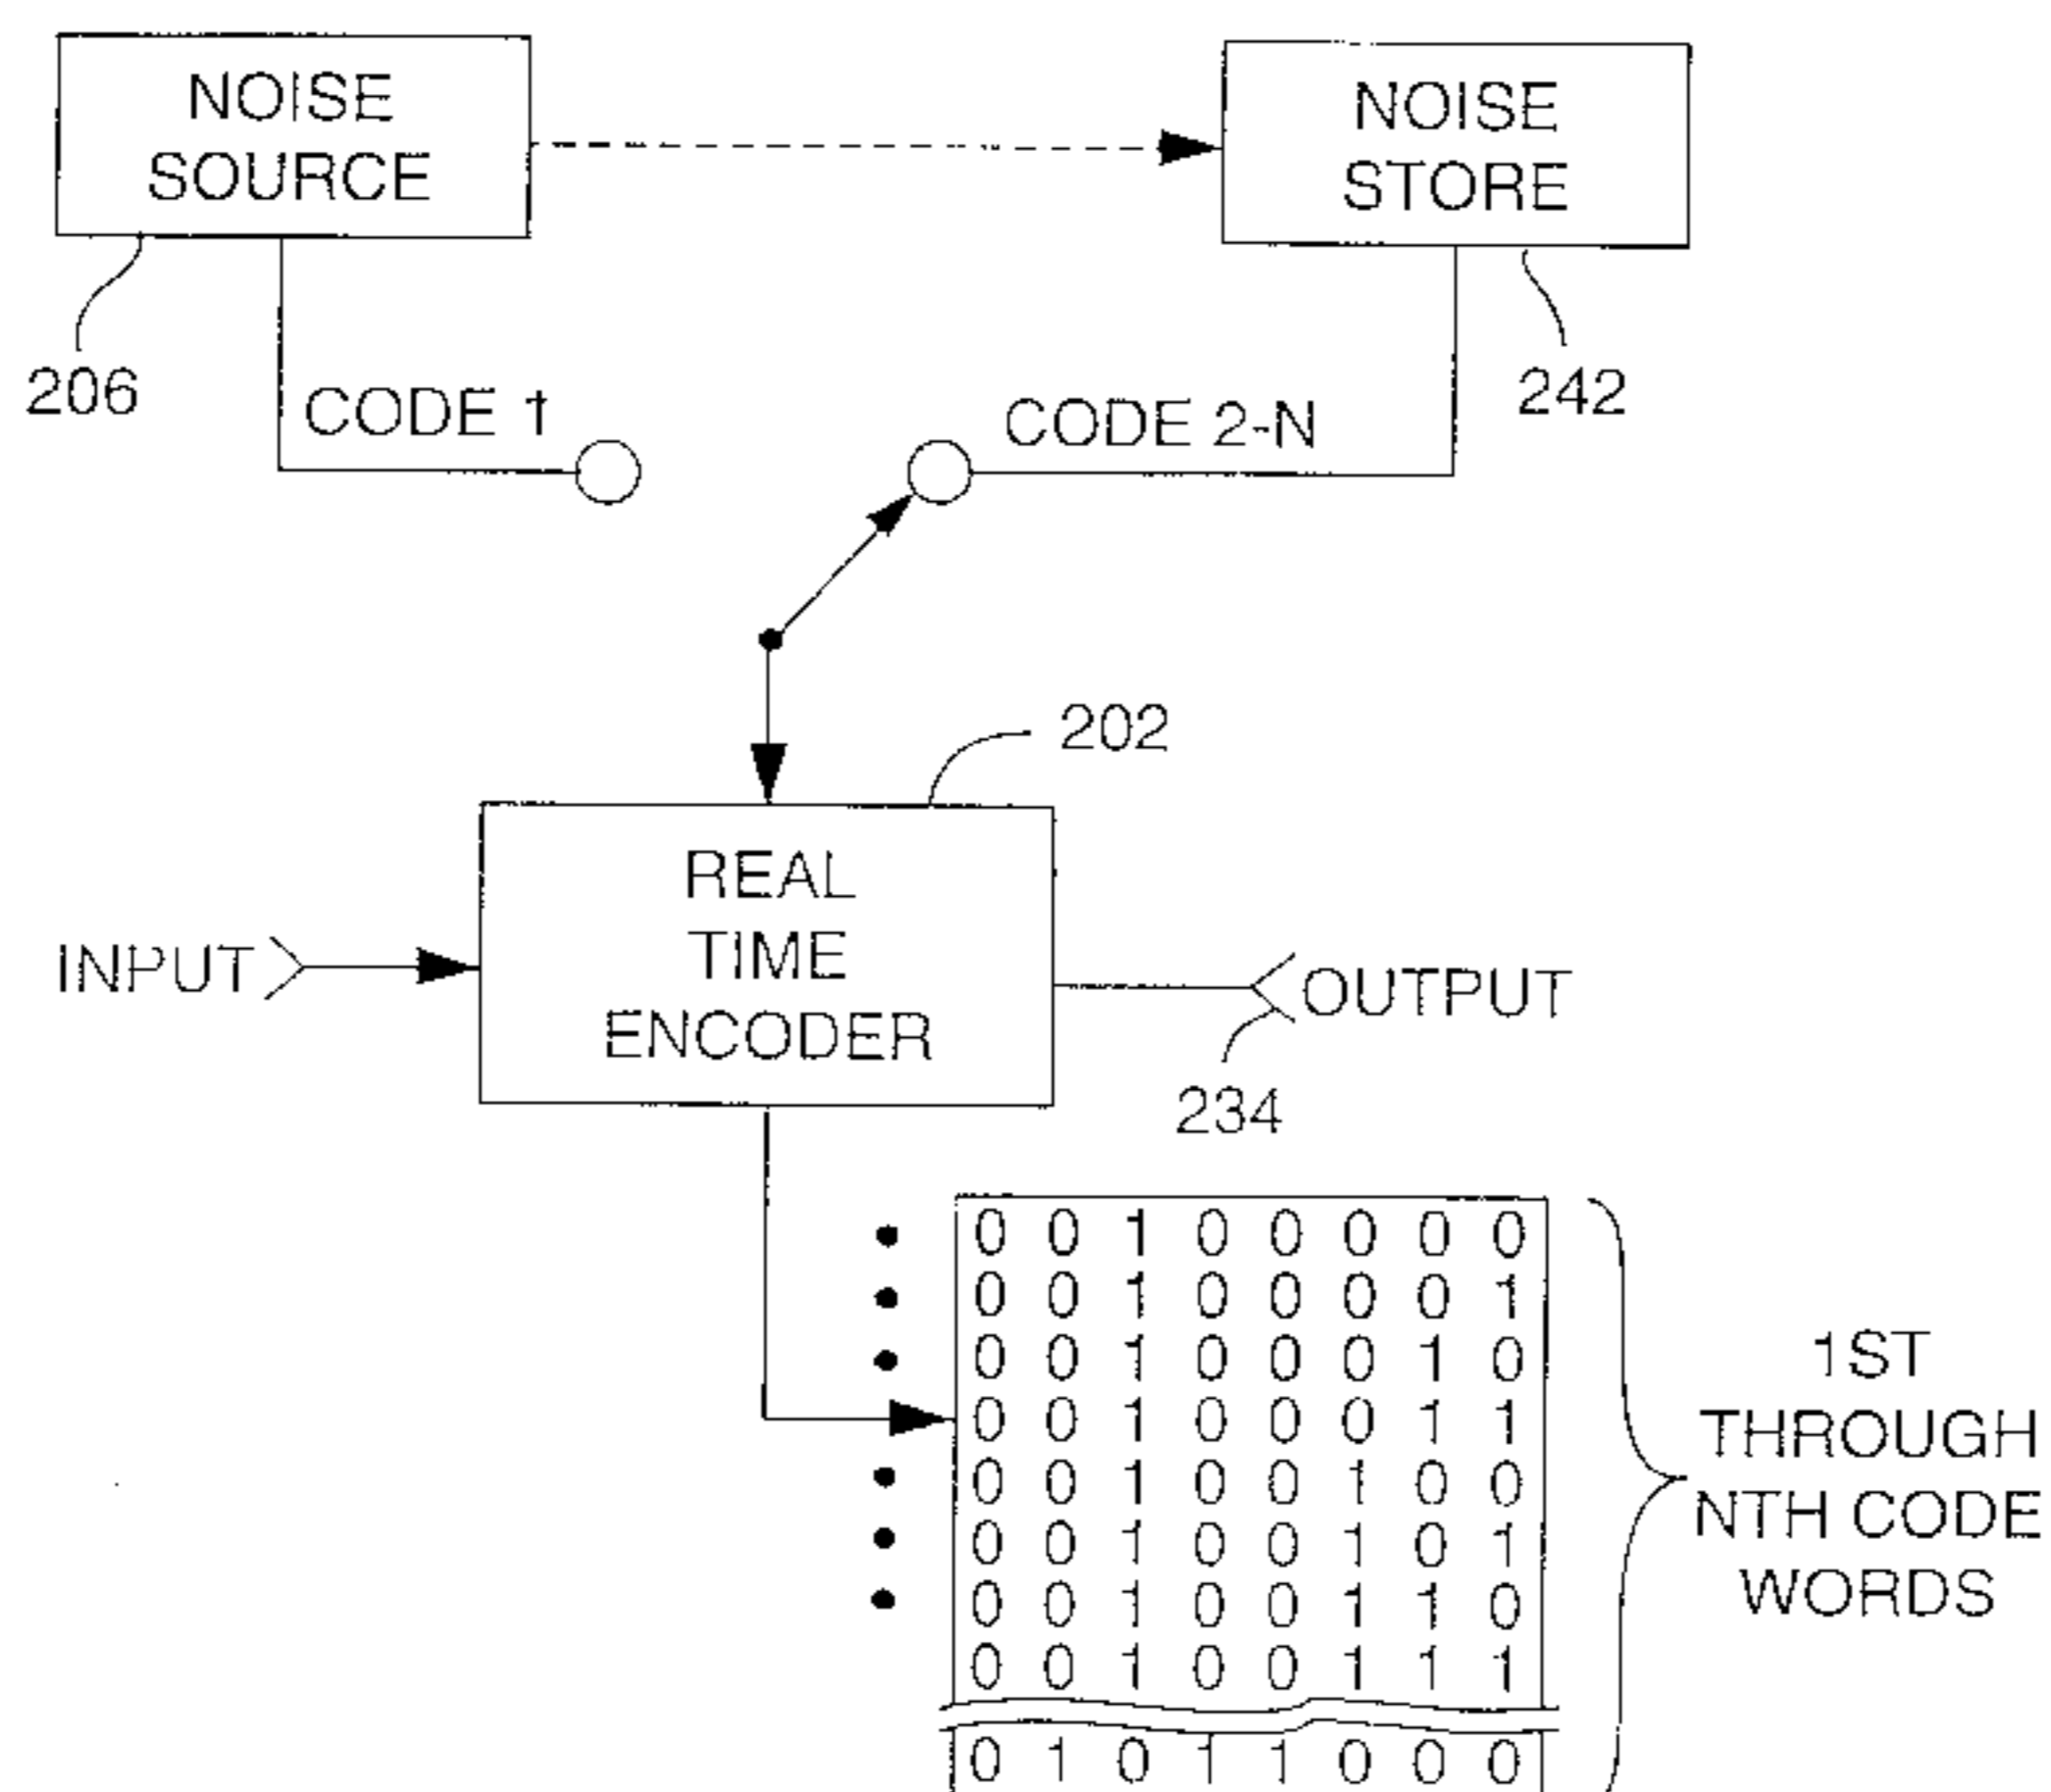 NOISE
SOURCE
NOISE
STORE
206
CODE 1
CODE 2-N
242
202
REAL
TIME
ENCODER
INPUT
OUTPUT
234
0 0 1 0 0 0 0 0
0 0 1 0 0 0 0 1
0 0 1 0 0 0 1 0
0 0 1 0 0 0 1 1
0 0 1 0 0 1 0 0
0 0 1 0 0 1 0 1
0 0 1 0 0 1 1 0
0 0 1 0 0 1 1 1
0 1 0 1 1 0 0 0
1ST
THROUGH
NTH CODE
WORDS